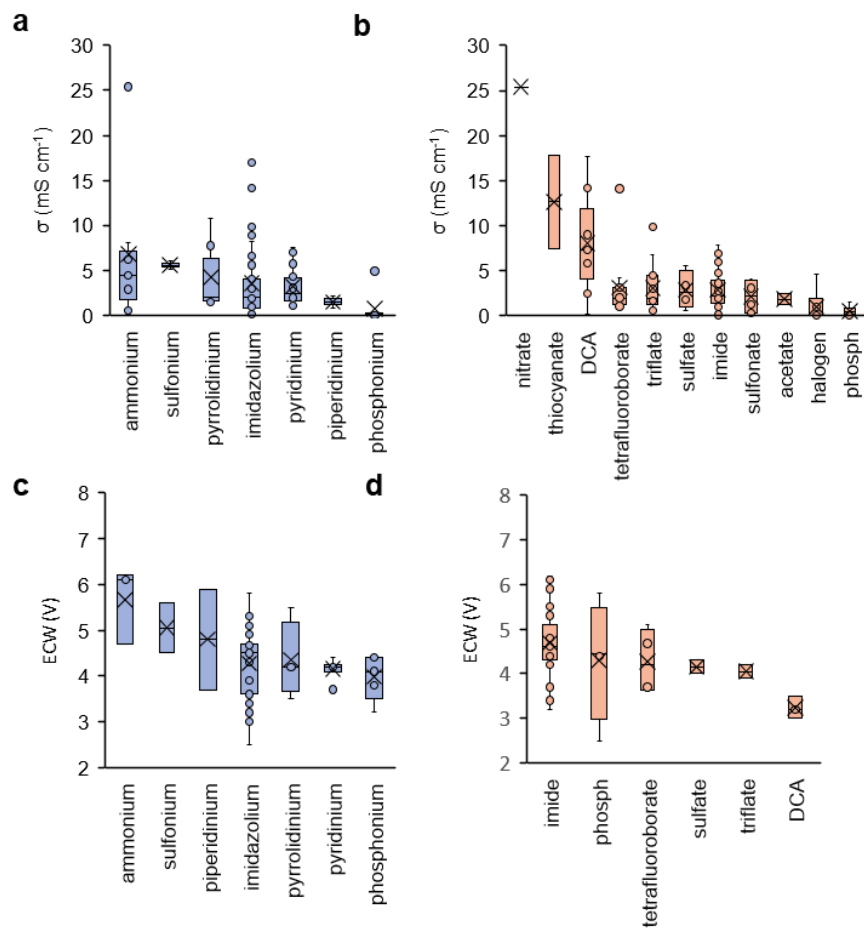 a
30
25
20
15
10
5
0
σ (mS cm⁻¹)
ammonium
sulfonium
pyrrolidinium
imidazolium
pyridinium
piperidinium
phosphonium
b
30
25
20
15
10
5
0
σ (mS cm⁻¹)
nitrate
thiocyanate
DCA
tetrafluoroborate
triflate
sulfate
imide
sulfonate
acetate
halogen
phosph
c
8
7
6
5
4
3
2
ECW (V)
ammonium
sulfonium
piperidinium
imidazolium
pyrrolidinium
pyridinium
phosphonium
d
8
7
6
5
4
3
2
ECW (V)
imide
phosph
tetrafluoroborate
sulfate
triflate
DCA